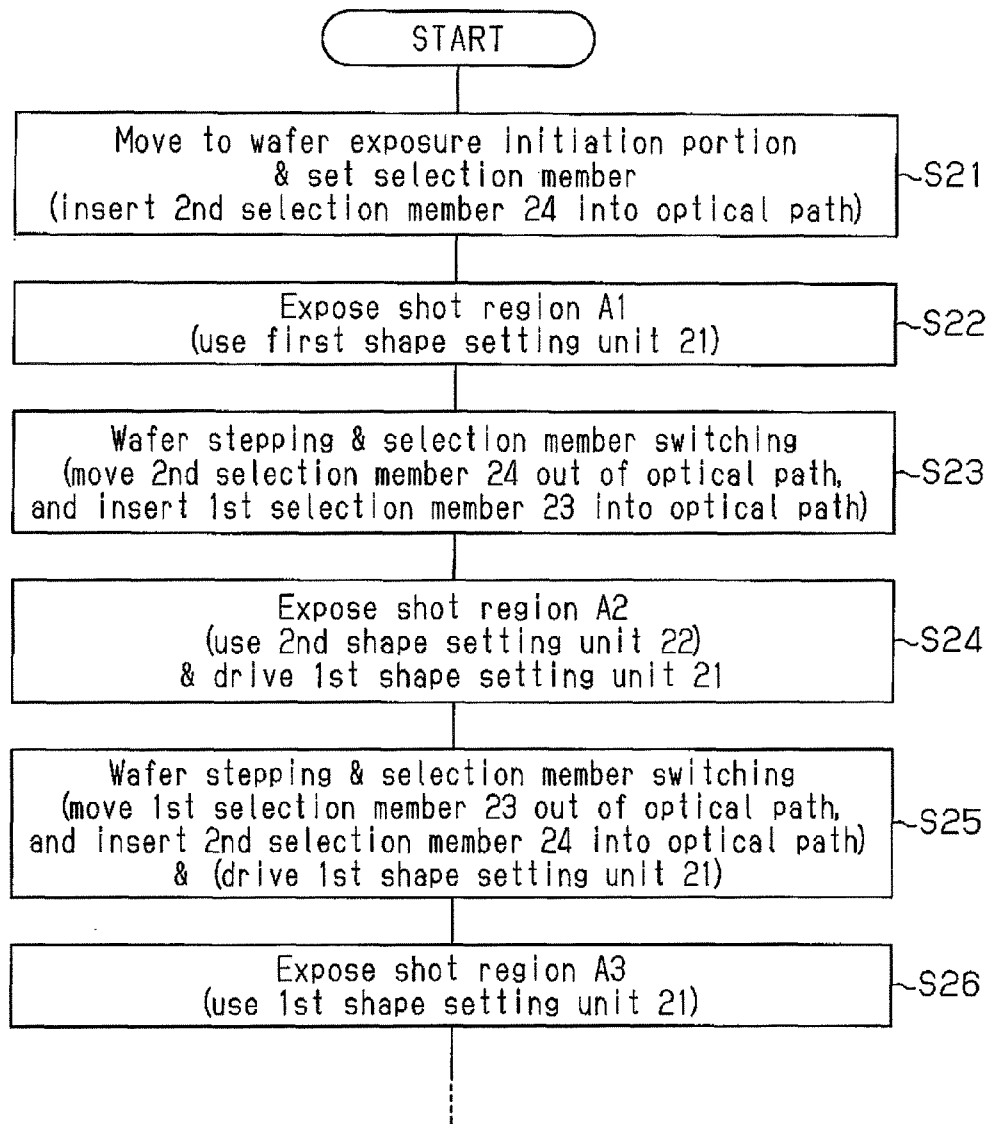 START
Move to wafer exposure initiation portion
& set selection member
(insert 2nd selection member 24 into optical path)
S21
Expose shot region A1
(use first shape setting unit 21)
S22
Wafer stepping & selection member switching
(move 2nd selection member 24 out of optical path,
and insert 1st selection member 23 into optical path)
S23
Expose shot region A2
(use 2nd shape setting unit 22)
& drive 1st shape setting unit 21
S24
Wafer stepping & selection member switching
(move 1st selection member 23 out of optical path,
and insert 2nd selection member 24 into optical path)
& (drive 1st shape setting unit 21)
S25
Expose shot region A3
(use 1st shape setting unit 21)
S26